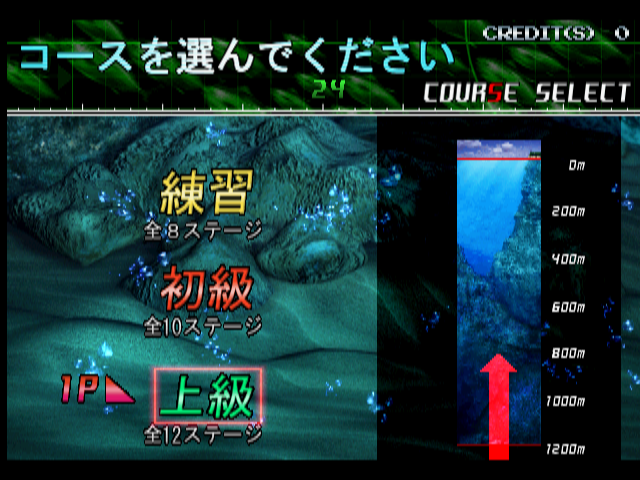 CREDIT(S) 0
コースを選んでください
24
COURSE SELECT
練習
全8ステージ
初級
全10ステージ
1P
上級
全12ステージ
0m
200m
400m
600m
800m
1000m
1200m